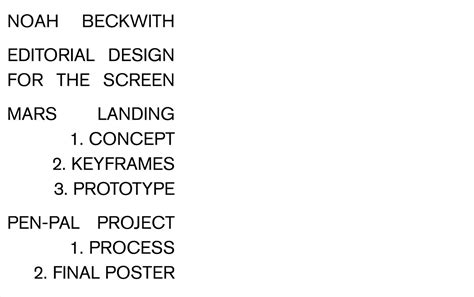 NOAH BECKWITH
EDITORIAL DESIGN
FOR THE SCREEN
MARS LANDING
1. CONCEPT
2. KEYFRAMES
3. PROTOTYPE
PEN-PAL PROJECT
1. PROCESS
2. FINAL POSTER